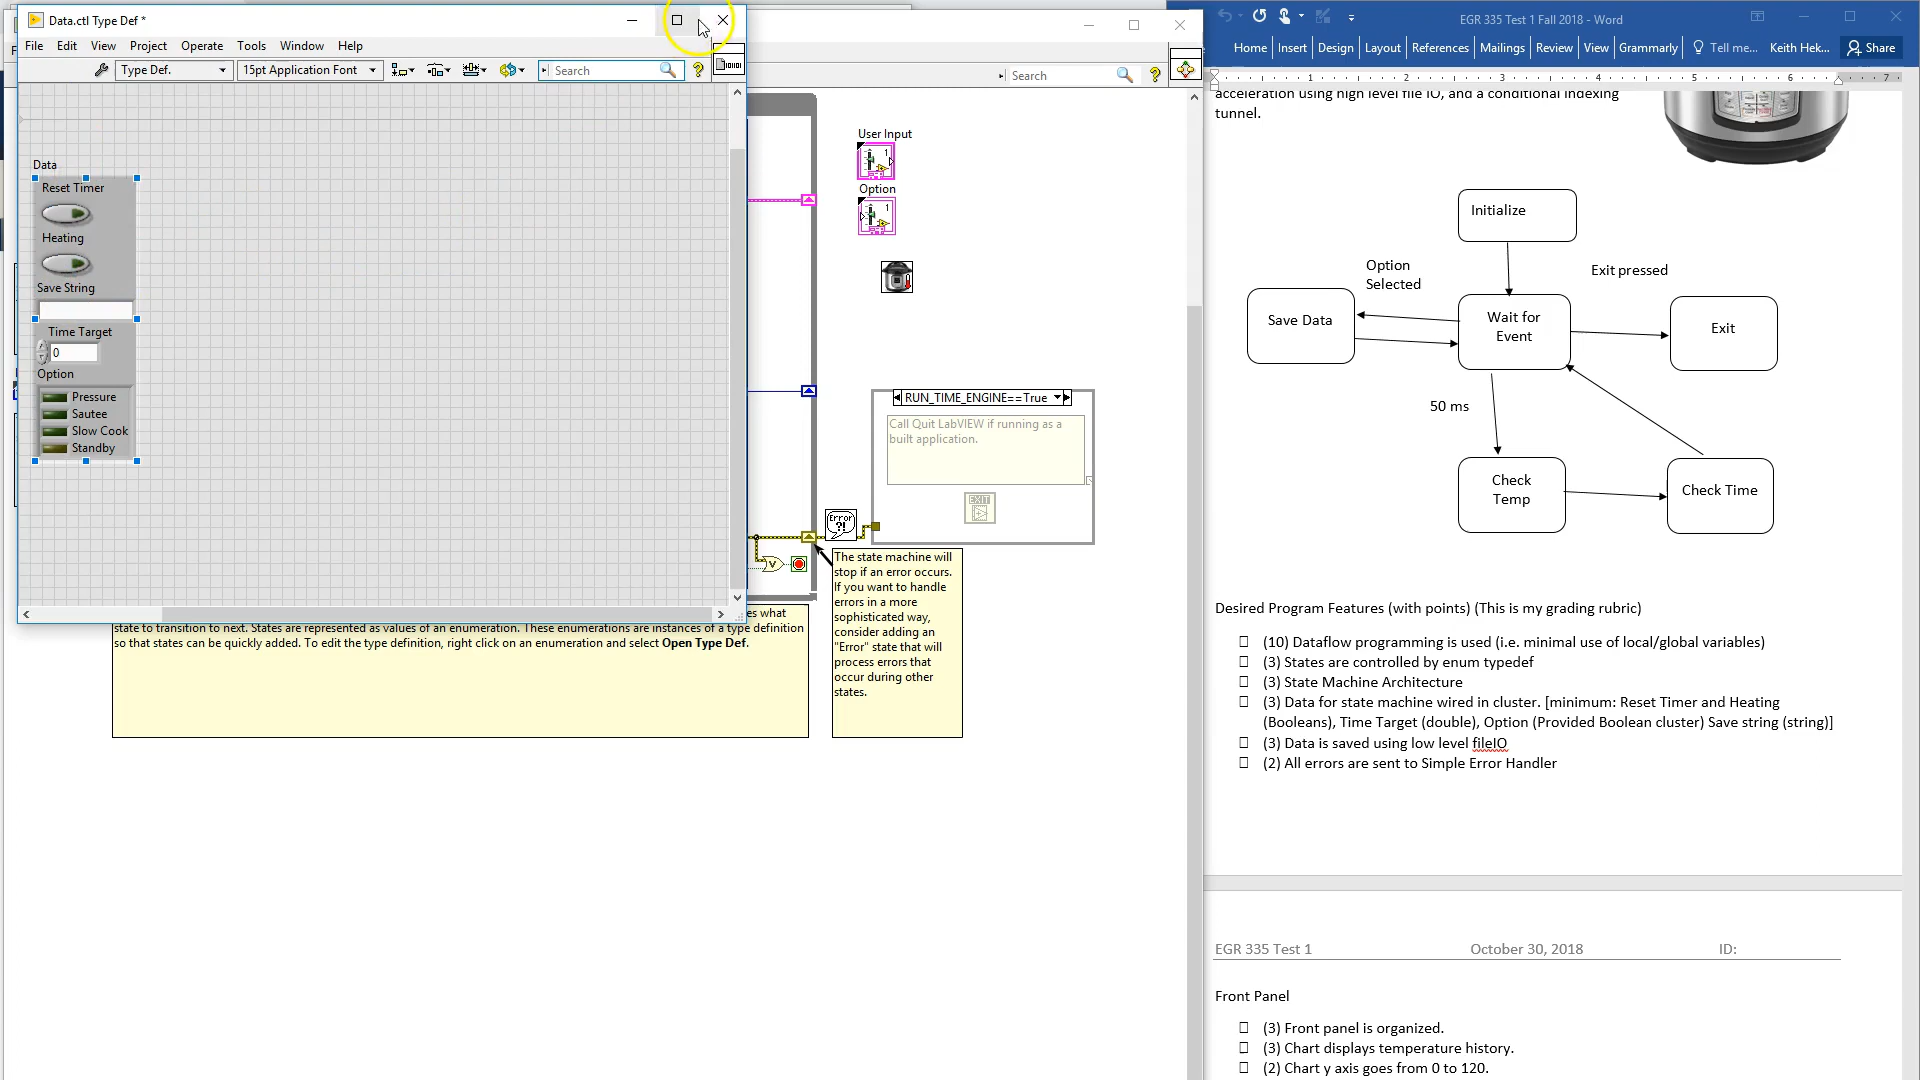 Data.ctl Type Def *
File Edit View Project Operate Tools Window Help
Type Def. 15pt Application Font Search ?
Data
Reset Timer
Heating
Save String
Time Target
0
Option
Pressure
Sautee
Slow Cook
Standby
Search ?
User Input
1
Option
1
RUN_TIME_ENGINE==True
Call Quit LabVIEW if running as a
built application.
EXIT
Error
?!
The state machine will
stop if an error occurs.
If you want to handle
errors in a more
sophisticated way,
consider adding an
"Error" state that will
process errors that
occur during other
states.
es what
state to transition to next. States are represented as values of an enumeration. These enumerations are instances of a type definition
so that states can be quickly added. To edit the type definition, right click on an enumeration and select Open Type Def.
EGR 335 Test 1 Fall 2018 - Word
Home Insert Design Layout References Mailings Review View Grammarly Tell me... Keith Hek... Share
1 2 3 4 5 6 7
acceleration using high level file IO, and a conditional indexing
tunnel.
Initialize
Option
Selected
Exit pressed
Save Data
Wait for
Event
Exit
50 ms
Check
Temp
Check Time
Desired Program Features (with points) (This is my grading rubric)
(10) Dataflow programming is used (i.e. minimal use of local/global variables)
(3) States are controlled by enum typedef
(3) State Machine Architecture
(3) Data for state machine wired in cluster. [minimum: Reset Timer and Heating
(Booleans), Time Target (double), Option (Provided Boolean cluster) Save string (string)]
(3) Data is saved using low level fileIO
(2) All errors are sent to Simple Error Handler
EGR 335 Test 1 October 30, 2018 ID:
Front Panel
(3) Front panel is organized.
(3) Chart displays temperature history.
(2) Chart y axis goes from 0 to 120.